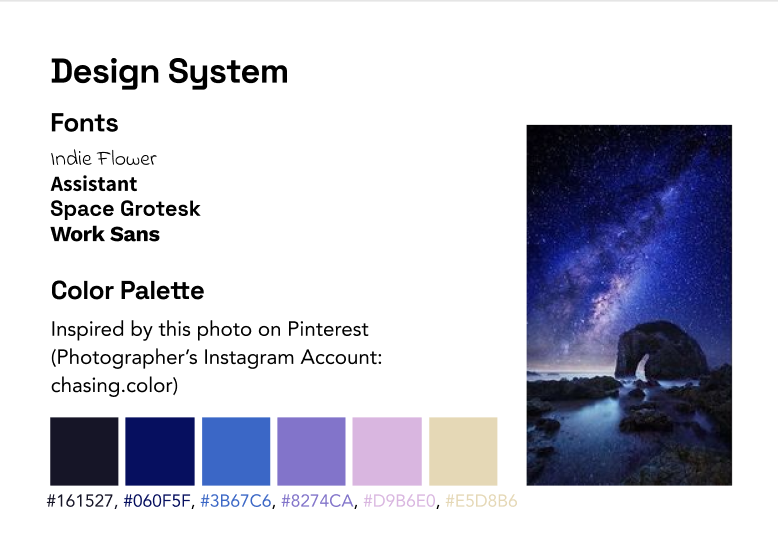 Design System
Fonts
Indie Flower
Assistant
Space Grotesk
Work Sans
Color Palette
Inspired by this photo on Pinterest
(Photographer’s Instagram Account:
chasing.color)
#161527, #060F5F, #3B67C6, #8274CA, #D9B6E0, #E5D8B6